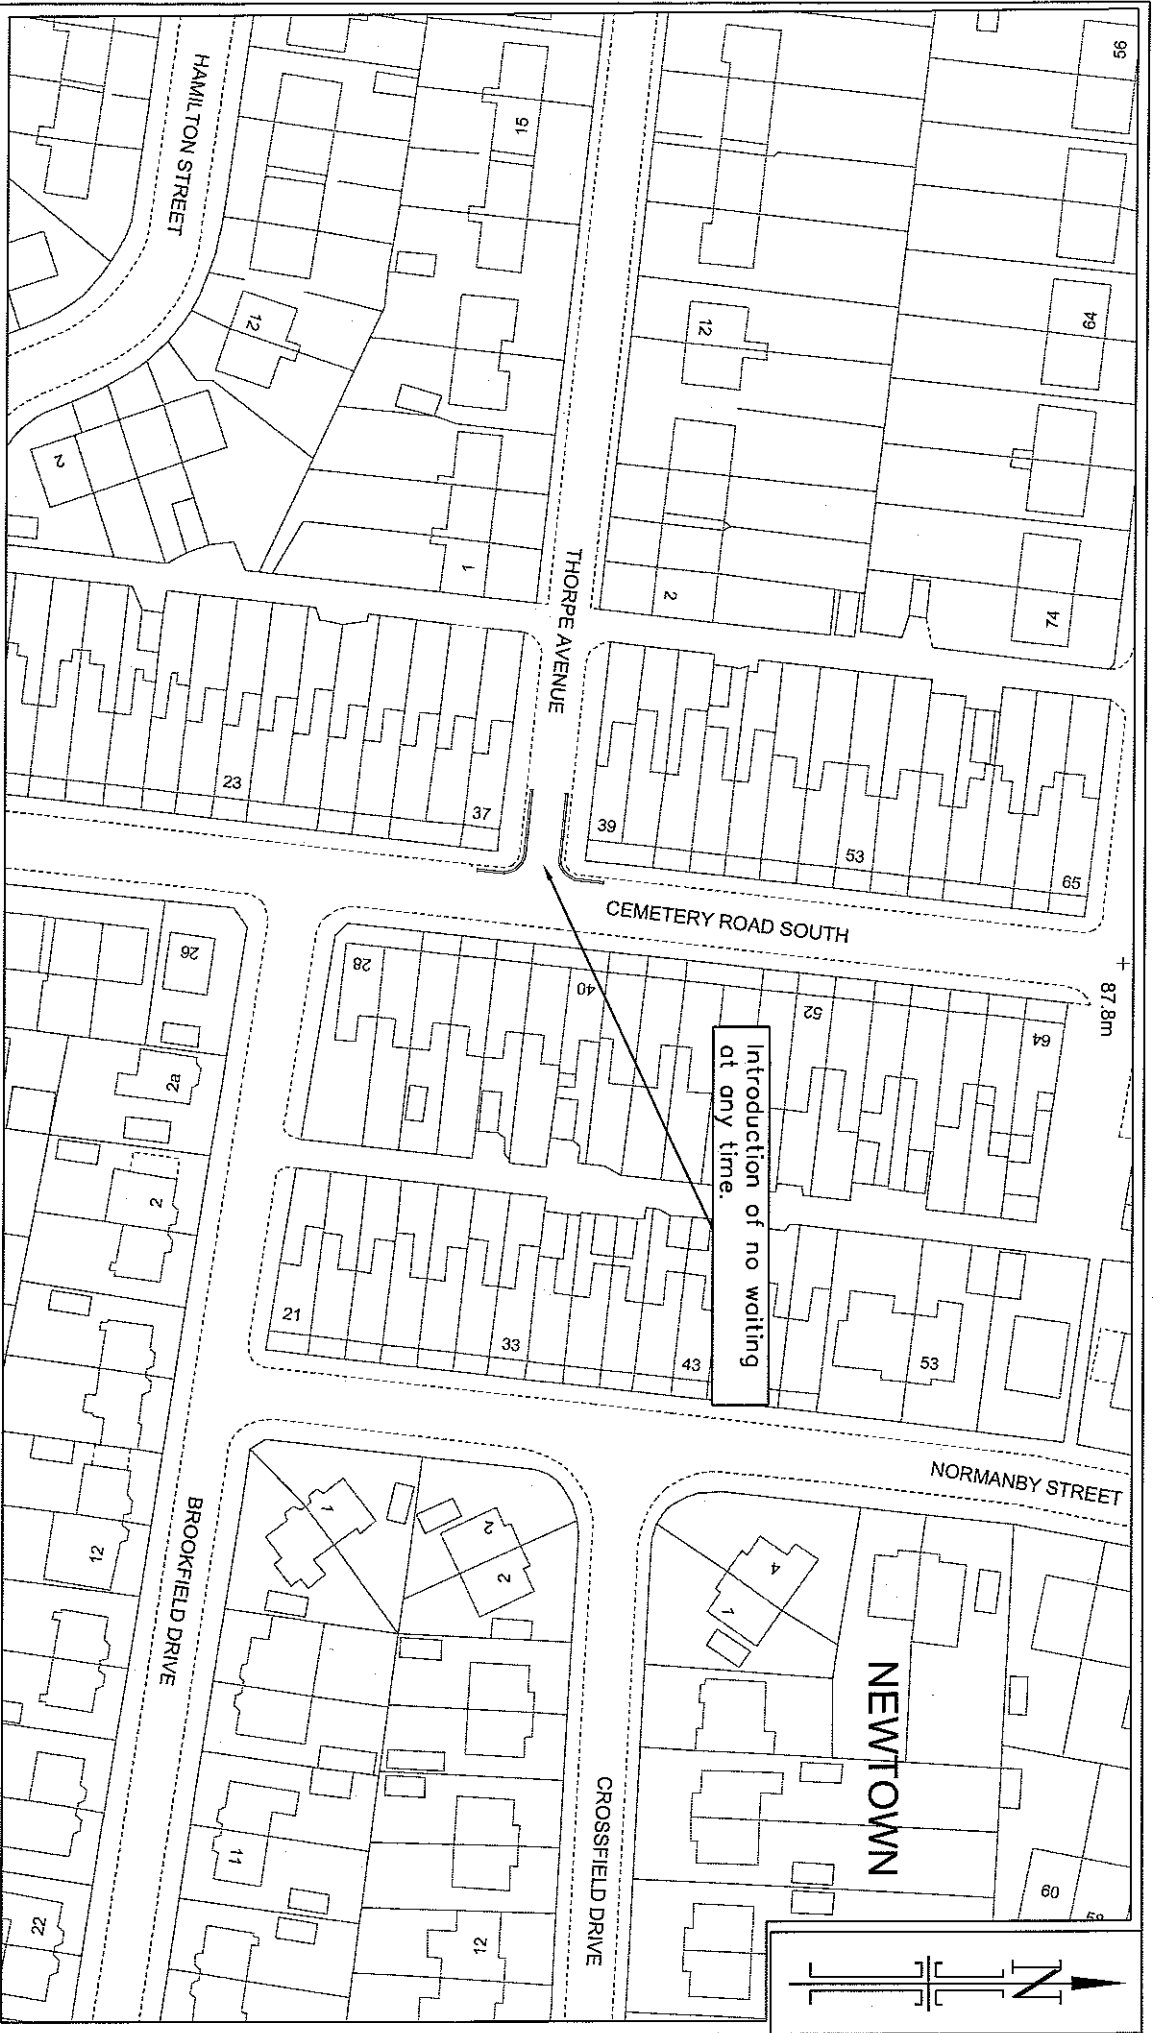 56
64
74
HAMILTON STREET
15
12
12
2
1
2
THORPE AVENUE
23
37
39
53
65
CEMETERY ROAD SOUTH
87.8m
28
40
52
64
26
2a
2
12
22
Introduction of no waiting
at any time.
21
33
43
53
NORMANBY STREET
BROOKFIELD DRIVE
1
2
2
4
1
NEWTOWN
CROSSFIELD DRIVE
11
12
60
N